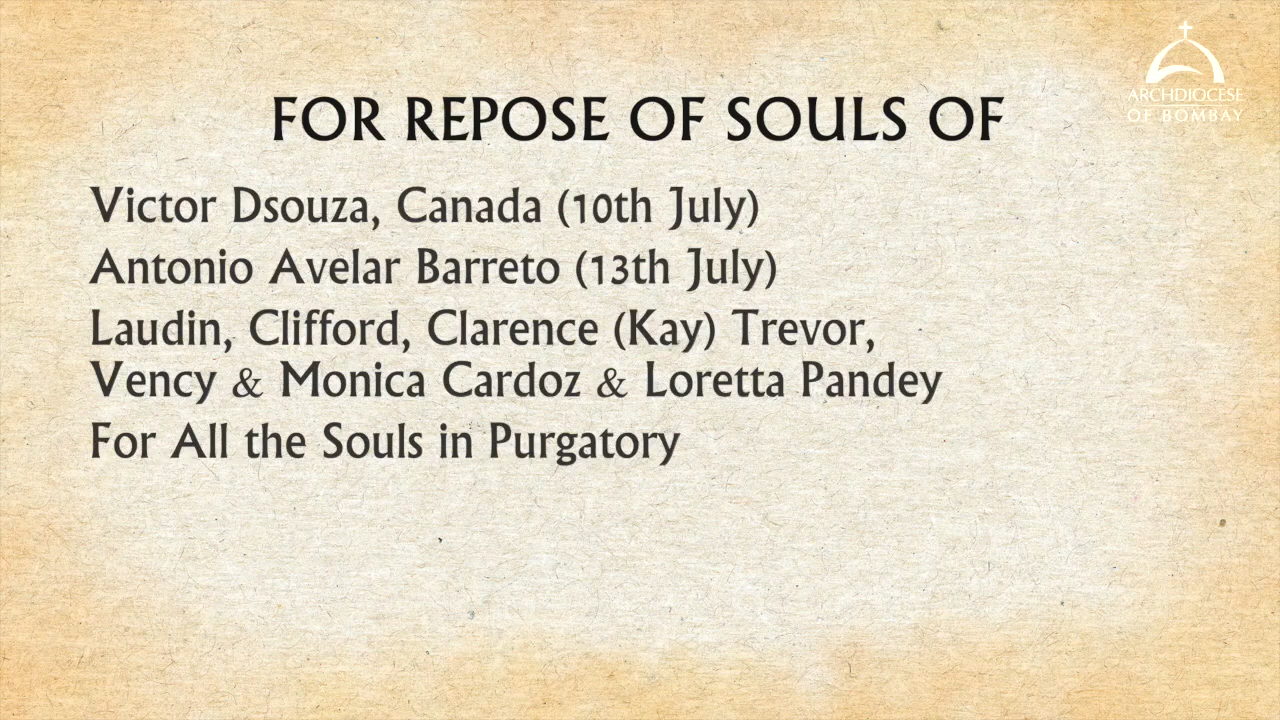 ARCHDIOCESE
OF BOMBAY
FOR REPOSE OF SOULS OF
Victor Dsouza, Canada (10th July)
Antonio Avelar Barreto (13th July)
Laudin, Clifford, Clarence (Kay) Trevor,
Vency & Monica Cardoz & Loretta Pandey
For All the Souls in Purgatory